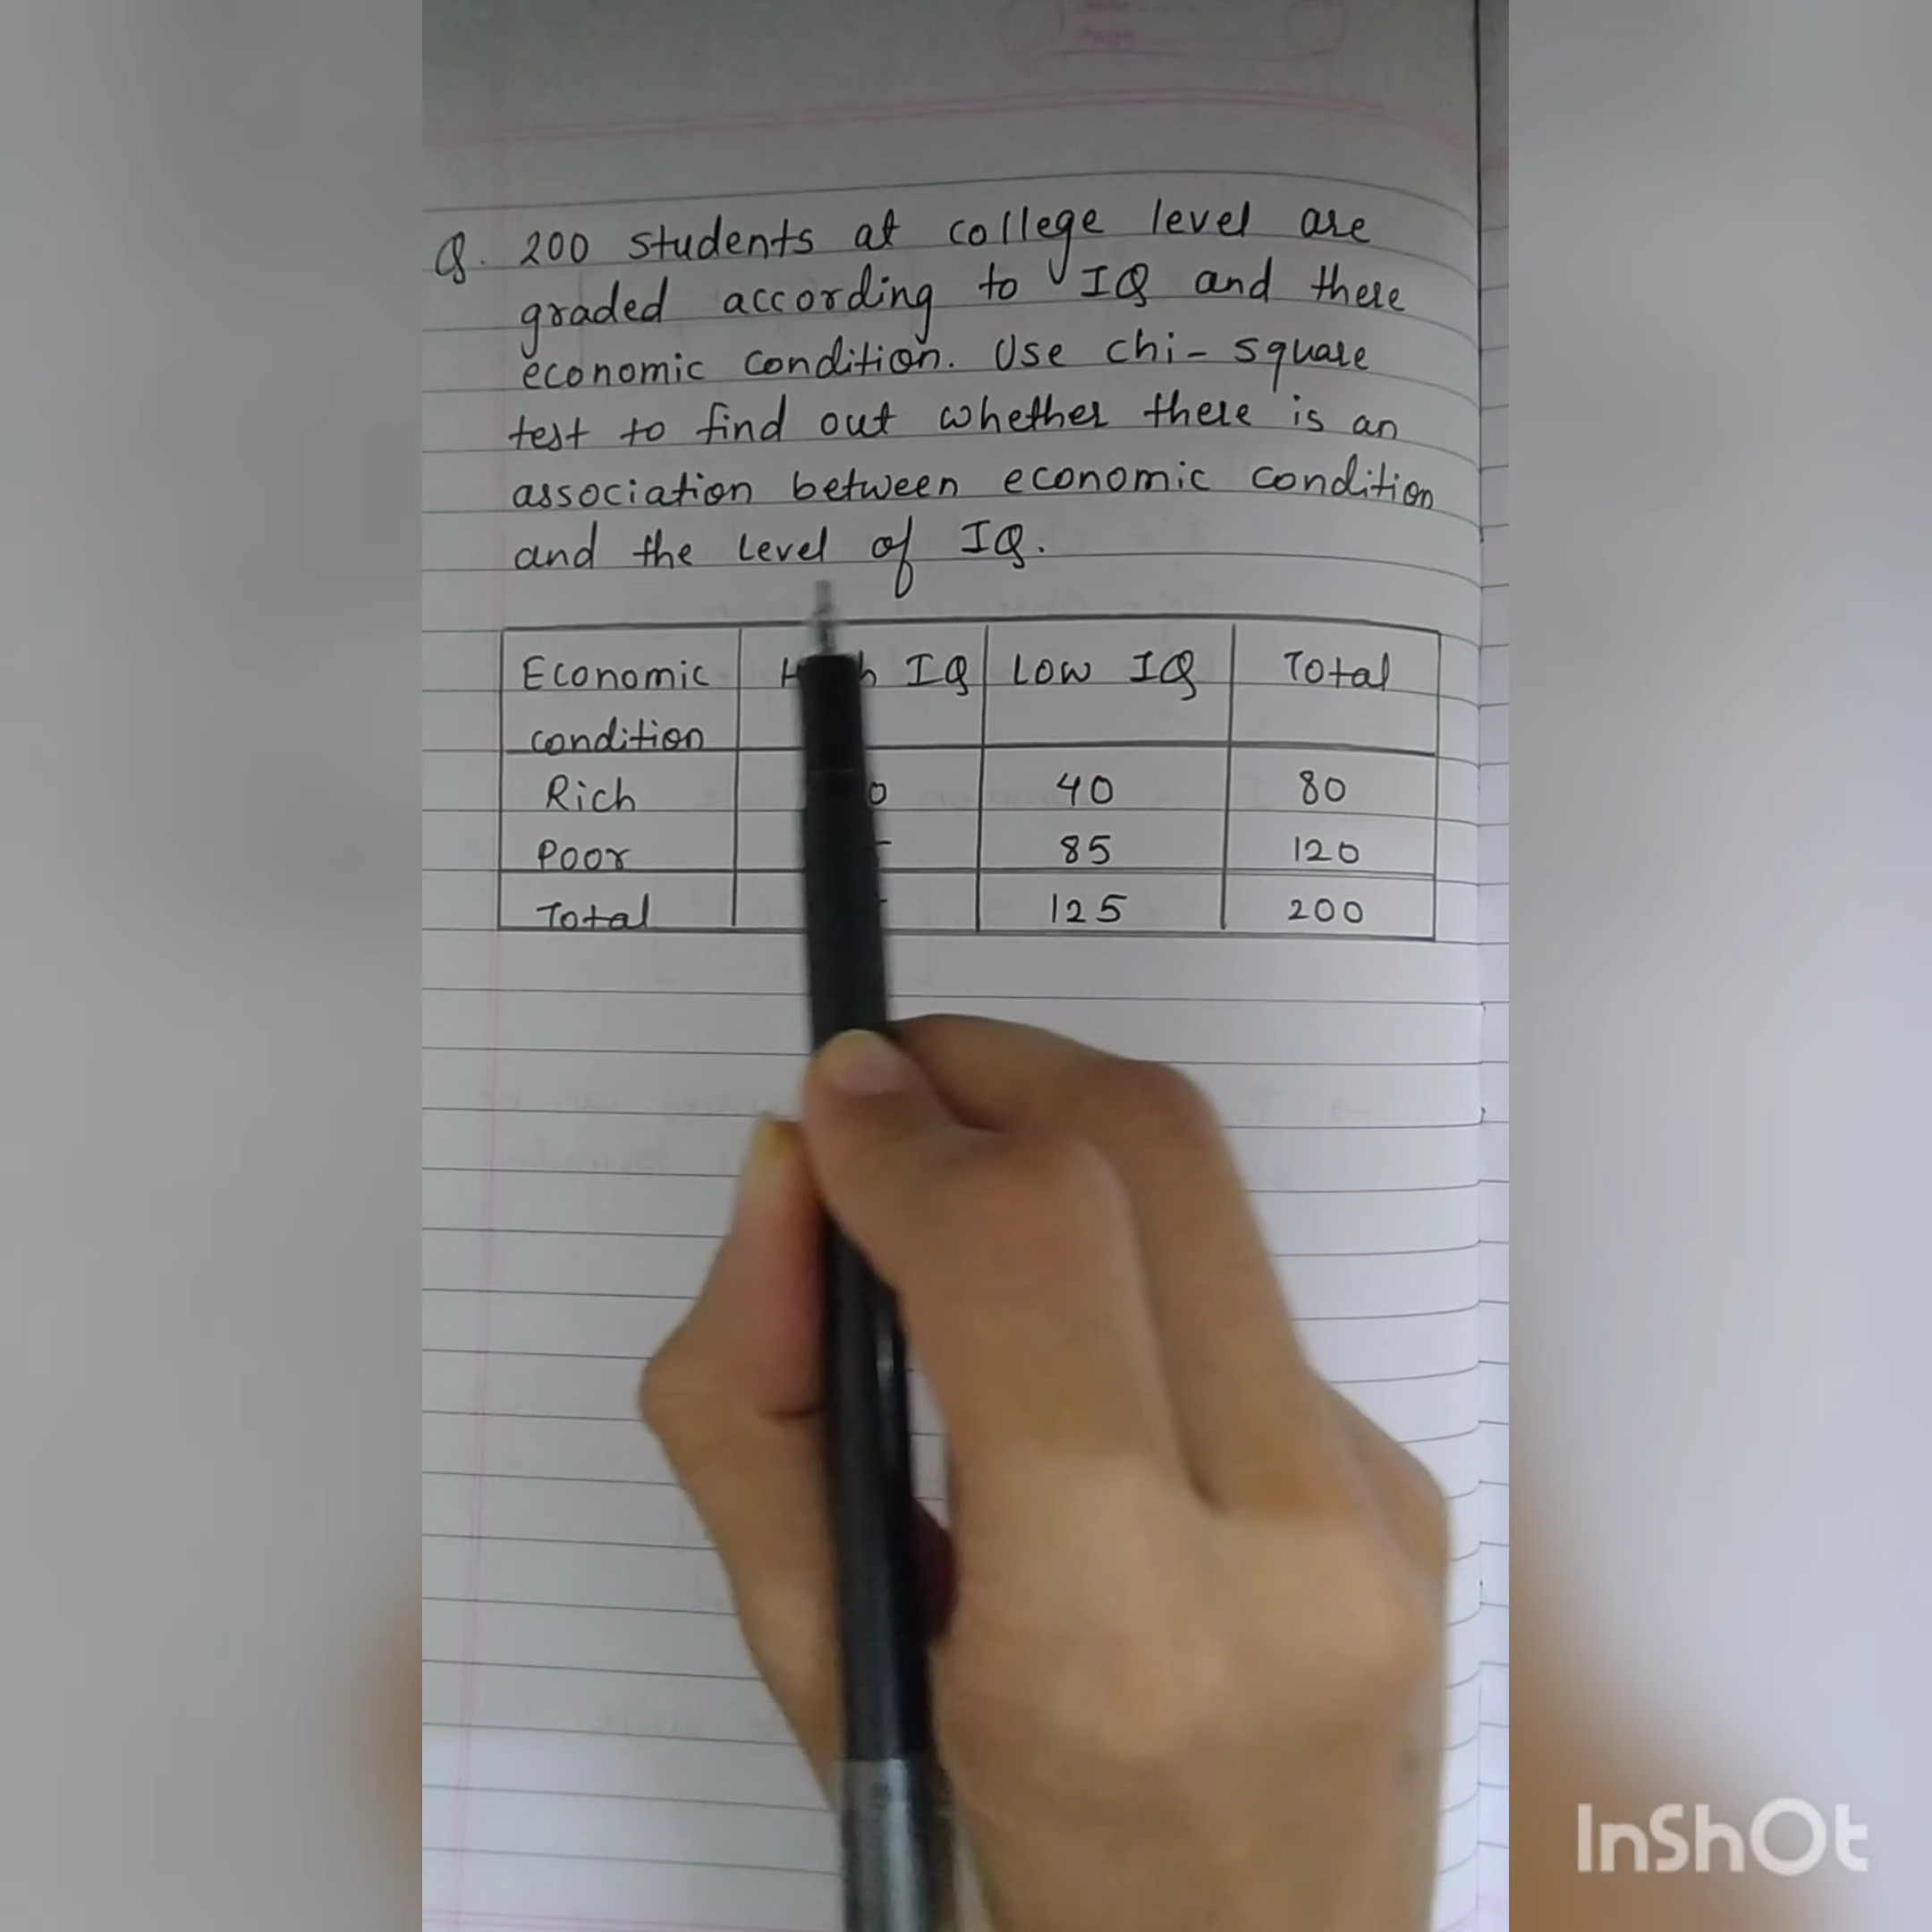 Q. 200 students at college level are
graded according to IQ and there
economic condition. Use chi-square
test to find out whether there is an
association between economic condition
and the level of IQ.
Economic condition IQ Low IQ Total
Rich 40 80
Poor 85 120
Total 125 200
InShOt